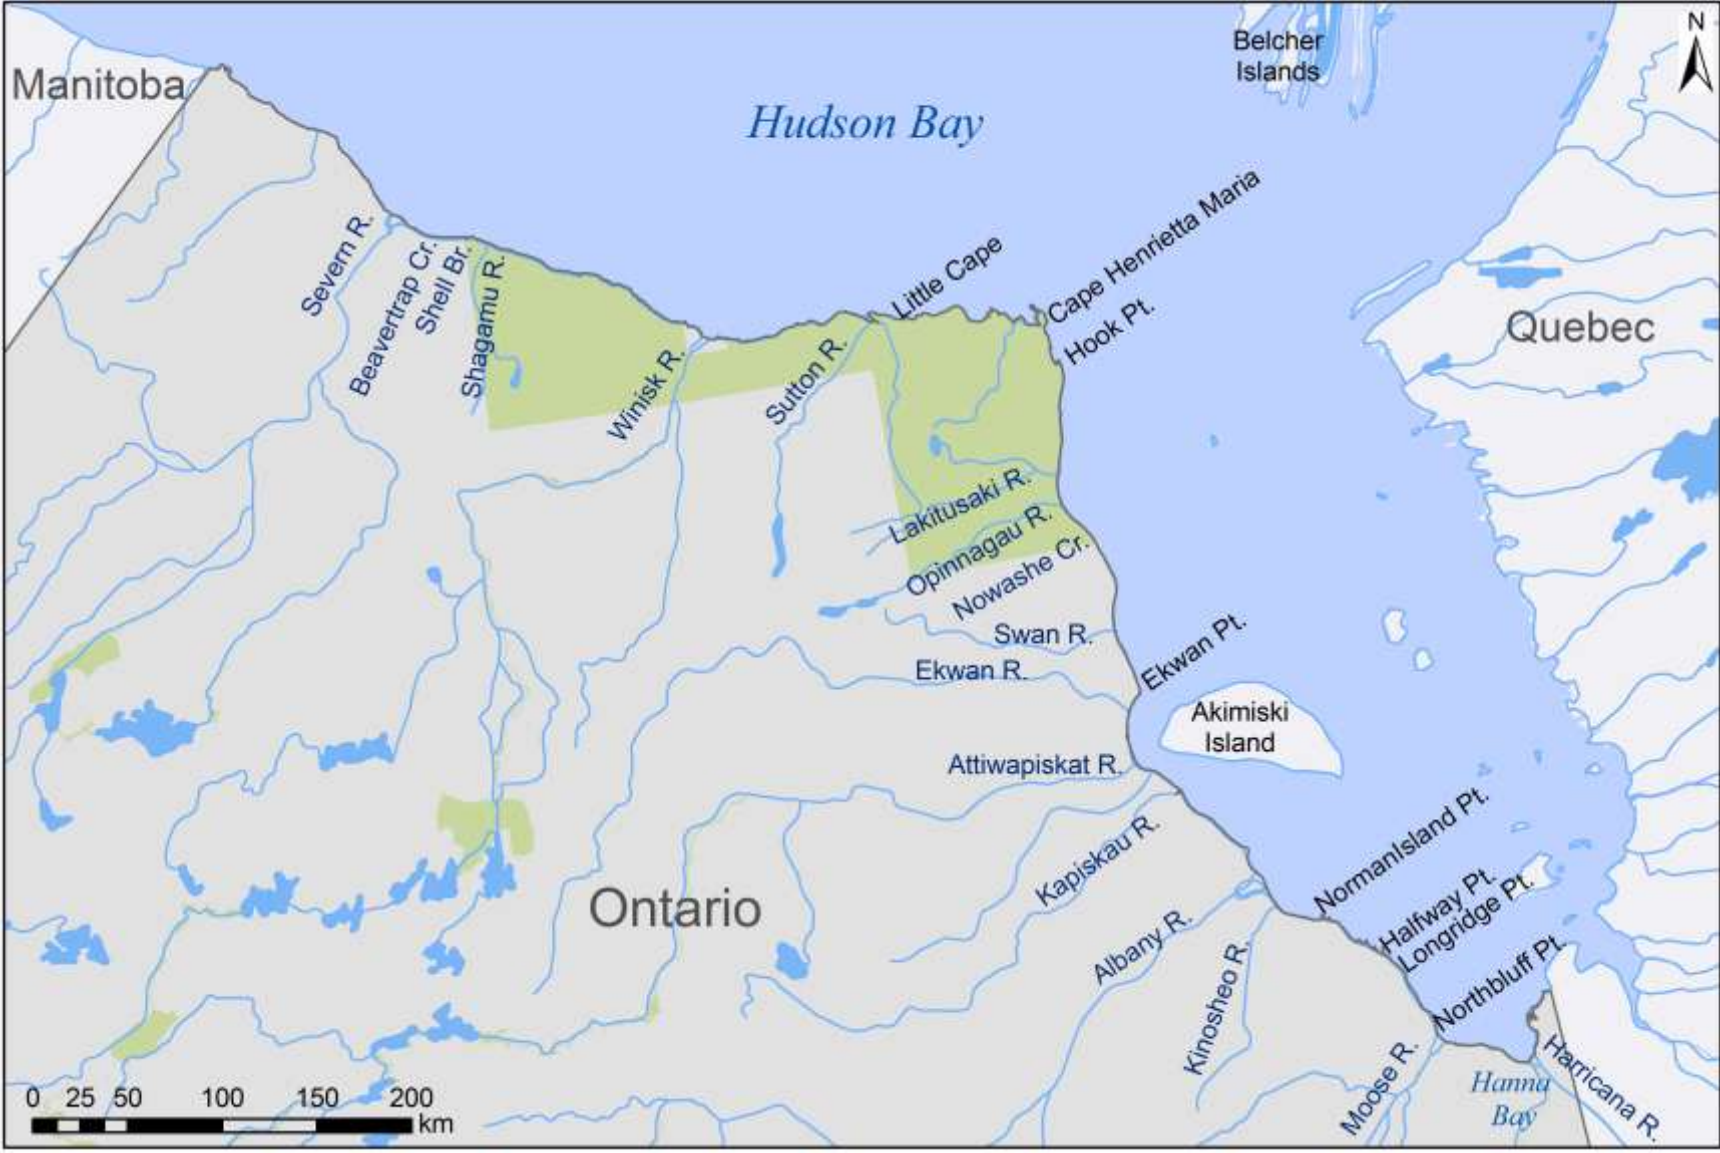 N
Belcher
Islands
Manitoba
Hudson Bay
Cape Henrietta Maria
Little Cape
Hook Pt.
Severn R.
Beavertrap Cr.
Shell Br.
Shagamu R.
Winisk R.
Sutton R.
Quebec
Lakitusaki R.
Opinnagau R.
Nowashe Cr.
Swan R.
Ekwan R.
Ekwan Pt.
Akimiski
Island
Attiwapiskat R.
Kapiskau R.
NormanIsland Pt.
Halfway Pt.
Longridge Pt.
Ontario
Albany R.
Kinosheo R.
Northbluff Pt.
Moose R.
Harricana R.
Hanna
Bay
0 25 50 100 150 200
km